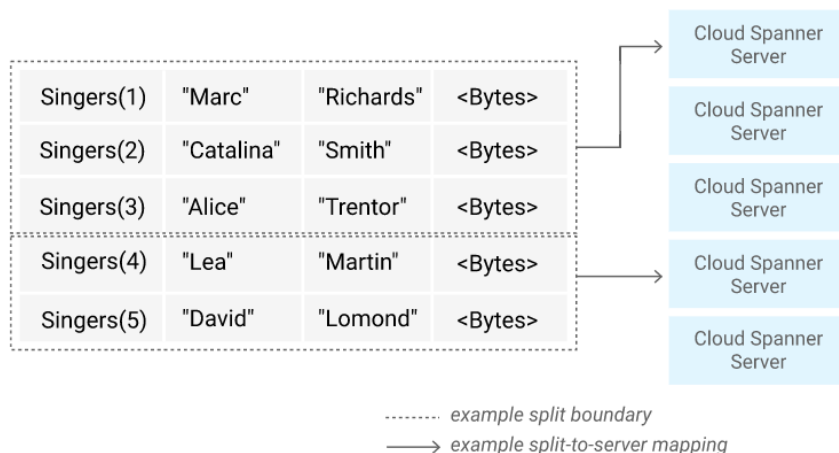 Cloud Spanner
Server
Singers(1) "Marc" "Richards" <Bytes>
Singers(2) "Catalina" "Smith" <Bytes>
Singers(3) "Alice" "Trentor" <Bytes>
Singers(4) "Lea" "Martin" <Bytes>
Singers(5) "David" "Lomond" <Bytes>
Cloud Spanner
Server
Cloud Spanner
Server
Cloud Spanner
Server
Cloud Spanner
Server
example split boundary
example split-to-server mapping